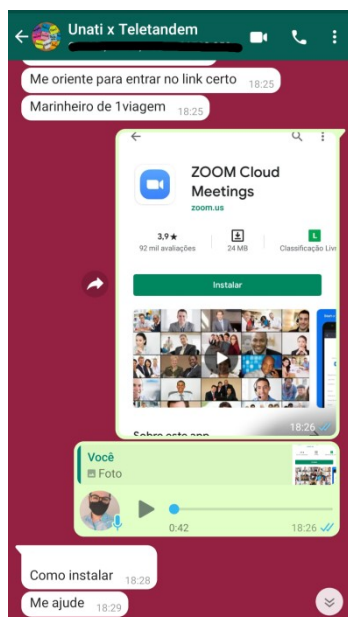 Unati x Teletandem
Me oriente para entrar no link certo 18:25
Marinheiro de 1viagem 18:25
ZOOM Cloud
Meetings
zoom.us
3,9★
92 mil avaliações
24 MB
L
Classificação Livr
Instalar
Sobre este app
18:26
Você
Foto
0:42 18:26
Como instalar 18:28
Me ajude 18:29